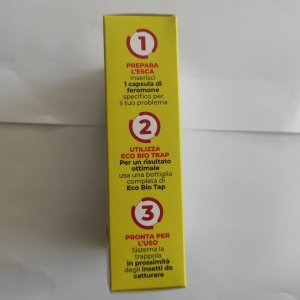 1
PREPARA
L'ESCA
Inserisci
1 capsula di
feromone
specifico per
il tuo problema
2
UTILIZZA
ECO BIO TRAP
Per un risultato
ottimale
usa una bottiglia
completa di
Eco Bio Tap
3
PRONTA PER
L'USO
Sistema la
trappola
in prossimità
degli insetti da
catturare